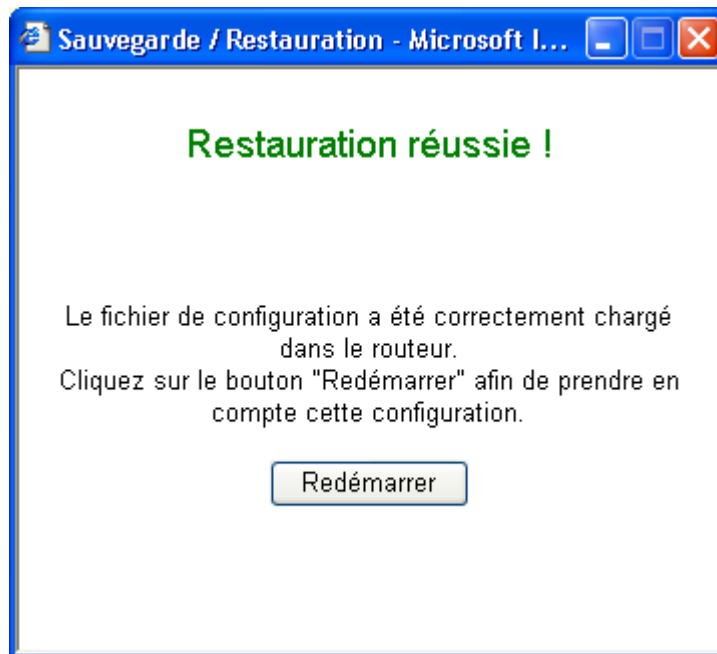 Sauvegarde / Restauration - Microsoft I...
Restauration réussie !
Le fichier de configuration a été correctement chargé
dans le routeur.
Cliquez sur le bouton "Redémarrer" afin de prendre en
compte cette configuration.
Redémarrer